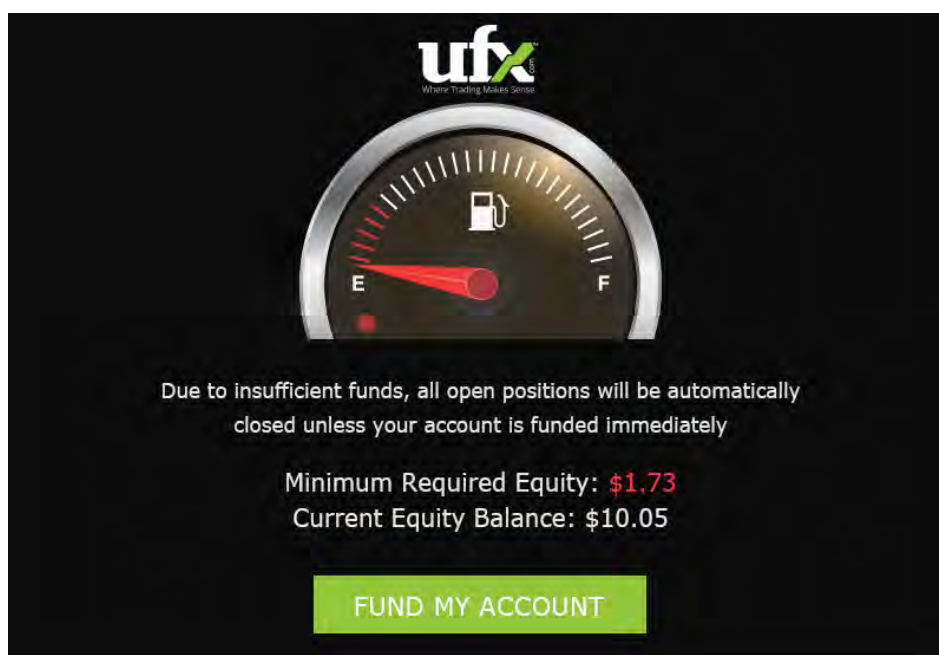 ufx.com
Where Trading Makes Sense
E
F
Due to insufficient funds, all open positions will be automatically
closed unless your account is funded immediately
Minimum Required Equity: $1.73
Current Equity Balance: $10.05
FUND MY ACCOUNT